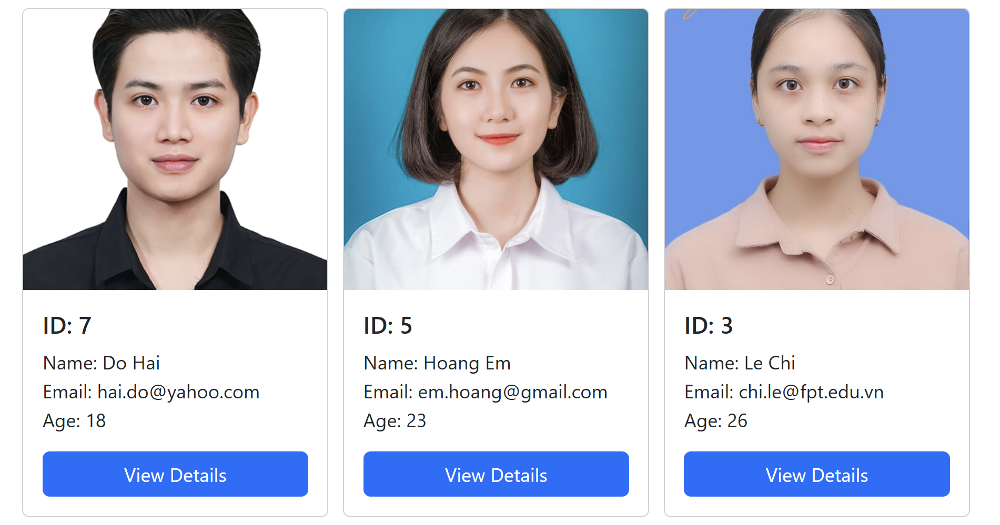 ID: 7
Name: Do Hai
Email: hai.do@yahoo.com
Age: 18
View Details
ID: 5
Name: Hoang Em
Email: em.hoang@gmail.com
Age: 23
View Details
ID: 3
Name: Le Chi
Email: chi.le@fpt.edu.vn
Age: 26
View Details